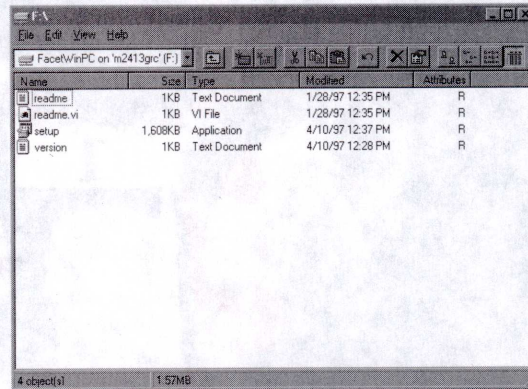 F:\
File Edit View Help
FacetWinPC on 'm2413grc' (F:)
Name Size Type Modified Attributes
readme 1KB Text Document 1/28/97 12:35 PM R
readme.vi 1KB VI File 1/28/97 12:35 PM R
setup 1,608KB Application 4/10/97 12:37 PM R
version 1KB Text Document 4/10/97 12:28 PM R
4 object(s) 1.57MB